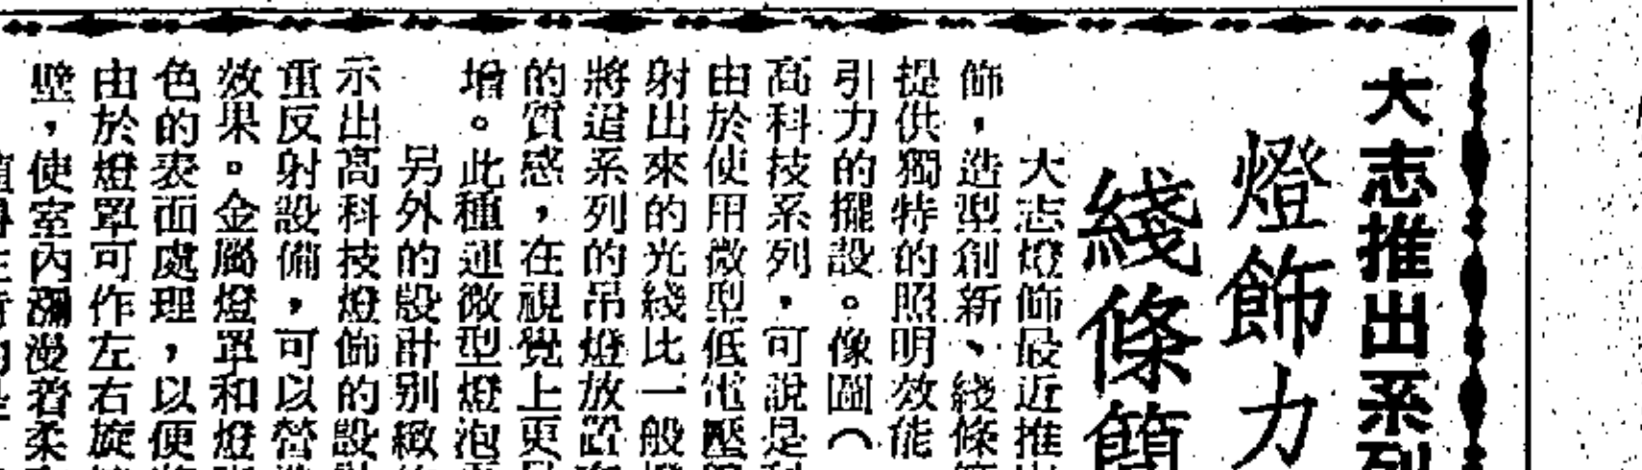 大志推出系列
燈飾力
綫條簡
大志燈飾最近推
飾，造型創新、綫條
提供獨特的照明效能
引力的擺設。像圖（
高科技系列，可說是
由於使用微型低電壓
射出來的光綫比一般
將這系列的吊燈放置
的質感，在視覺上更
增。此種運微型燈泡
另外的設計別緻
示出高科技燈飾的設
重反射設備，可以營
效果。金屬燈罩和燈
色的表面處理，以便
由於燈罩可作左右旋
壁，使室內瀰漫着柔